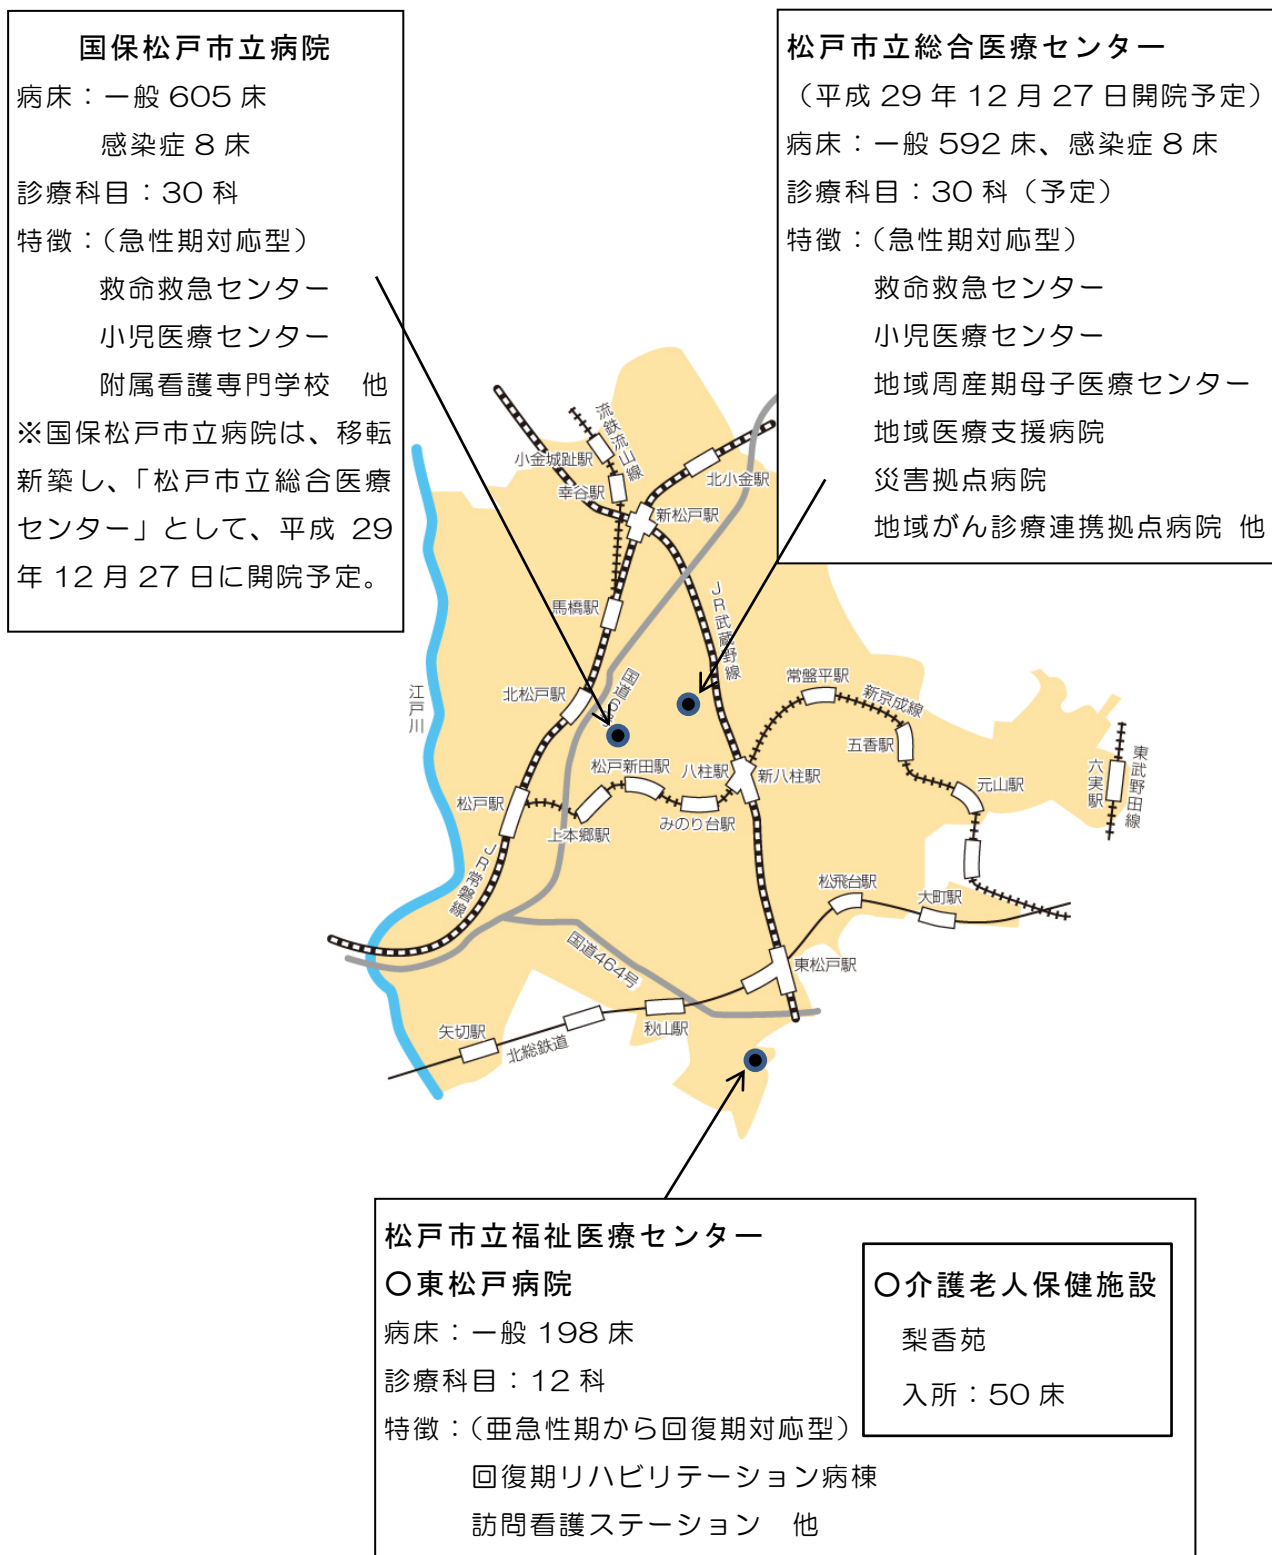 国保松戸市立病院
病床：一般 605 床
感染症 8 床
診療科目：30 科
特徴：（急性期対応型）
救命救急センター
小児医療センター
附属看護専門学校　他
※国保松戸市立病院は、移転
新築し、「松戸市立総合医療
センター」として、平成 29
年 12 月 27 日に開院予定。
松戸市立総合医療センター
（平成 29 年 12 月 27 日開院予定）
病床：一般 592 床、感染症 8 床
診療科目：30 科（予定）
特徴：（急性期対応型）
救命救急センター
小児医療センター
地域周産期母子医療センター
地域医療支援病院
災害拠点病院
地域がん診療連携拠点病院 他
流鉄流山線
小金城趾駅
幸谷駅
北小金駅
新松戸駅
馬橋駅
JR武蔵野線
江戸川
北松戸駅
国道6号
常盤平駅
新京成線
五香駅
松戸新田駅
八柱駅
新八柱駅
元山駅
六実駅
東武野田線
松戸駅
上本郷駅
みのり台駅
JR常磐線
松飛台駅
大町駅
国道464号
東松戸駅
矢切駅
北総鉄道
秋山駅
松戸市立福祉医療センター
〇東松戸病院
病床：一般 198 床
診療科目：12 科
特徴：（亜急性期から回復期対応型）
回復期リハビリテーション病棟
訪問看護ステーション　他
〇介護老人保健施設
梨香苑
入所：50 床